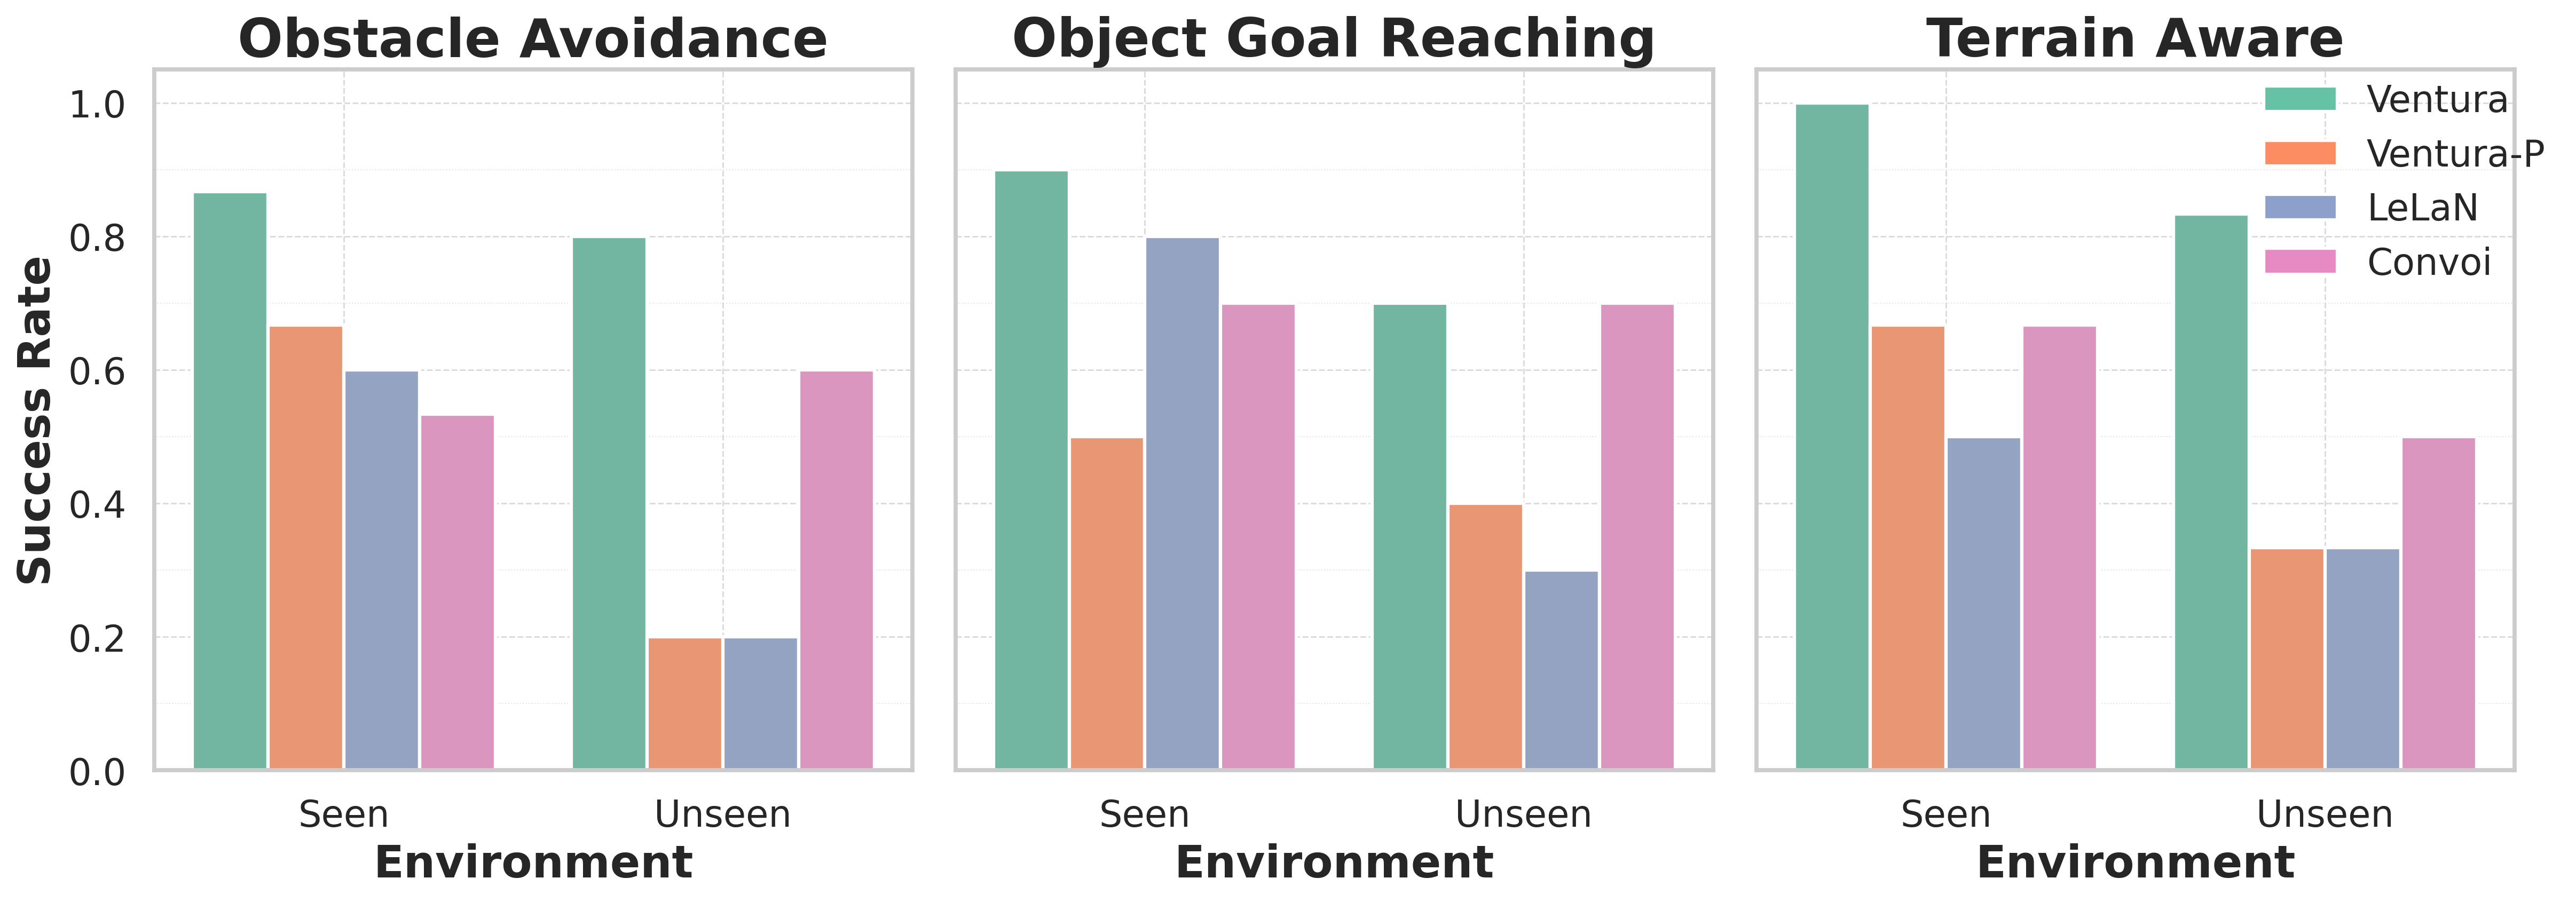 Obstacle Avoidance
Object Goal Reaching
Terrain Aware
Success Rate
1.0
0.8
0.6
0.4
0.2
0.0
Ventura
Ventura-P
LeLaN
Convoi
Seen
Unseen
Seen
Unseen
Seen
Unseen
Environment
Environment
Environment